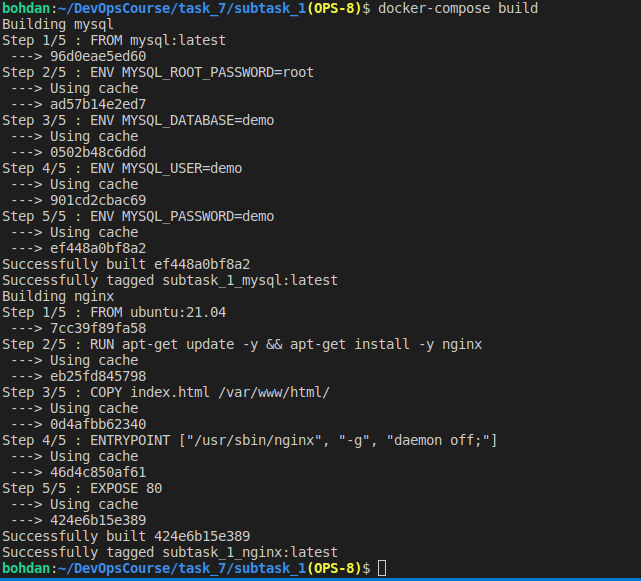 bohdan:~/DevOpsCourse/task_7/subtask_1(OPS-8)$ docker-compose build
Building mysql
Step 1/5 : FROM mysql:latest
 ---> 96d0eae5ed60
Step 2/5 : ENV MYSQL_ROOT_PASSWORD=root
 ---> Using cache
 ---> ad57b14e2ed7
Step 3/5 : ENV MYSQL_DATABASE=demo
 ---> Using cache
 ---> 0502b48c6d6d
Step 4/5 : ENV MYSQL_USER=demo
 ---> Using cache
 ---> 901cd2cbac69
Step 5/5 : ENV MYSQL_PASSWORD=demo
 ---> Using cache
 ---> ef448a0bf8a2
Successfully built ef448a0bf8a2
Successfully tagged subtask_1_mysql:latest
Building nginx
Step 1/5 : FROM ubuntu:21.04
 ---> 7cc39f89fa58
Step 2/5 : RUN apt-get update -y && apt-get install -y nginx
 ---> Using cache
 ---> eb25fd845798
Step 3/5 : COPY index.html /var/www/html/
 ---> Using cache
 ---> 0d4afbb62340
Step 4/5 : ENTRYPOINT ["/usr/sbin/nginx", "-g", "daemon off;"]
 ---> Using cache
 ---> 46d4c850af61
Step 5/5 : EXPOSE 80
 ---> Using cache
 ---> 424e6b15e389
Successfully built 424e6b15e389
Successfully tagged subtask_1_nginx:latest
bohdan:~/DevOpsCourse/task_7/subtask_1(OPS-8)$